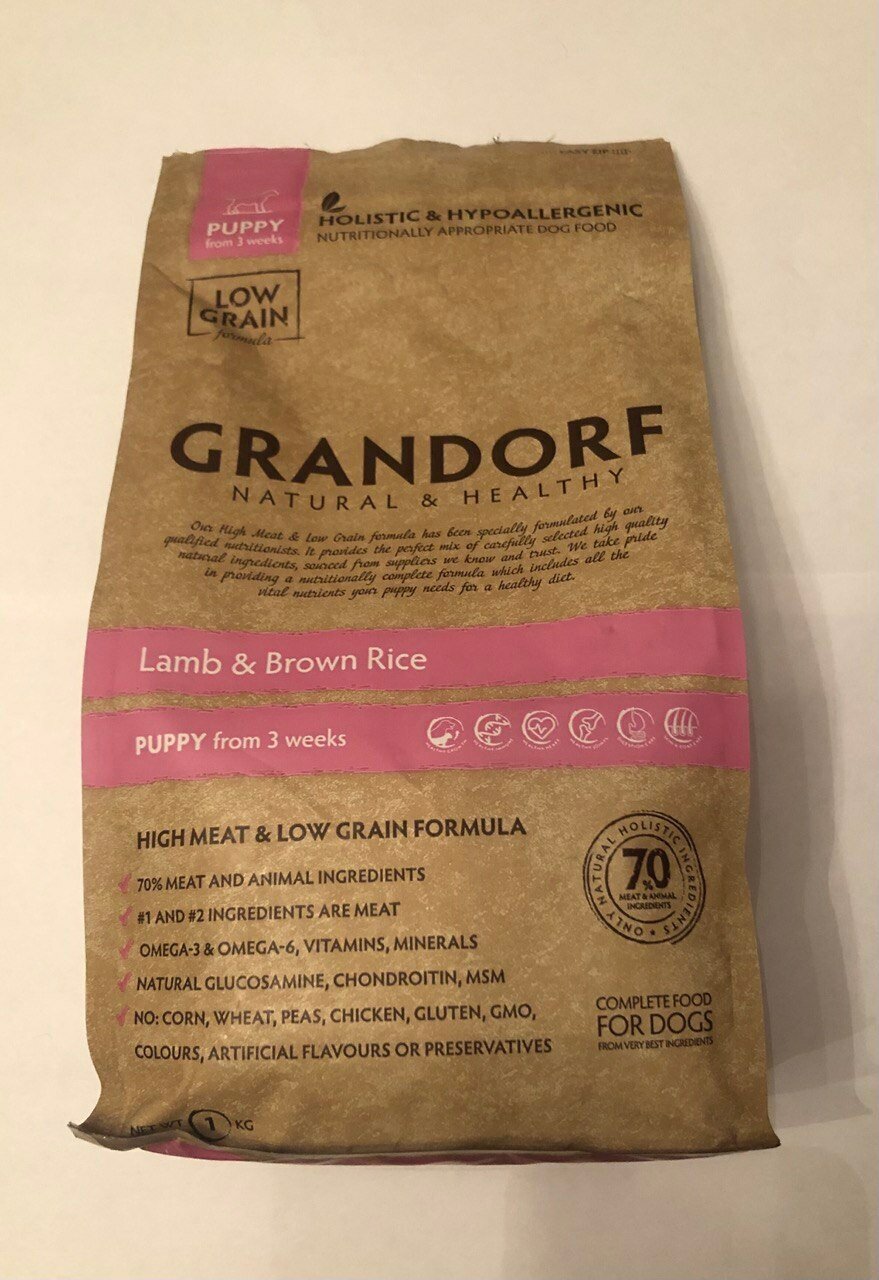 EASY ZIP
PUPPY
from 3 weeks
HOLISTIC & HYPOALLERGENIC
NUTRITIONALLY APPROPRIATE DOG FOOD
LOW
GRAIN
formula
GRANDORF
NATURAL & HEALTHY
Our High Meat & Low Grain formula has been specially formulated by our
qualified nutritionists. It provides the perfect mix of carefully selected high quality
natural ingredients, sourced from suppliers we know and trust. We take pride
in providing a nutritionally complete formula which includes all the
vital nutrients your puppy needs for a healthy diet.
Lamb & Brown Rice
PUPPY from 3 weeks
HIGH MEAT & LOW GRAIN FORMULA
70% MEAT AND ANIMAL INGREDIENTS
#1 AND #2 INGREDIENTS ARE MEAT
OMEGA-3 & OMEGA-6, VITAMINS, MINERALS
NATURAL GLUCOSAMINE, CHONDROITIN, MSM
NO: CORN, WHEAT, PEAS, CHICKEN, GLUTEN, GMO,
COLOURS, ARTIFICIAL FLAVOURS OR PRESERVATIVES
ONLY NATURAL HOLISTIC INGREDIENTS
70
%
MEAT & ANIMAL
INGREDIENTS
COMPLETE FOOD
FOR DOGS
FROM VERY BEST INGREDIENTS
NET WT 1 KG